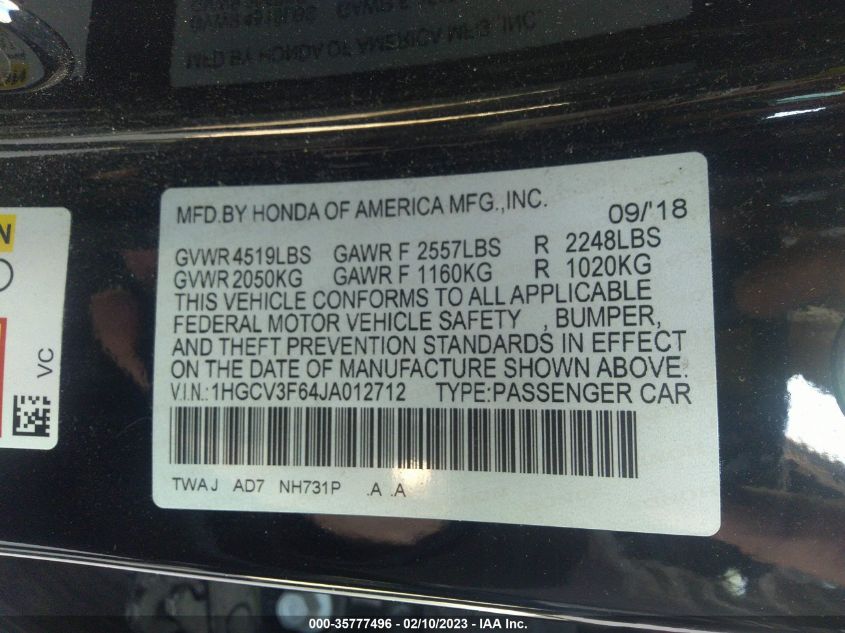 MFD.BY HONDA OF AMERICA MFG.,INC. 09/'18
GVWR 4519LBS GAWR F 2557LBS R 2248LBS
GVWR 2050KG GAWR F 1160KG R 1020KG
THIS VEHICLE CONFORMS TO ALL APPLICABLE
FEDERAL MOTOR VEHICLE SAFETY , BUMPER,
AND THEFT PREVENTION STANDARDS IN EFFECT
ON THE DATE OF MANUFACTURE SHOWN ABOVE.
V.I.N.: 1HGCV3F64JA012712 TYPE:PASSENGER CAR
TWAJ AD7 NH731P .A .A
VC
000-35777496 - 02/10/2023 - IAA Inc.